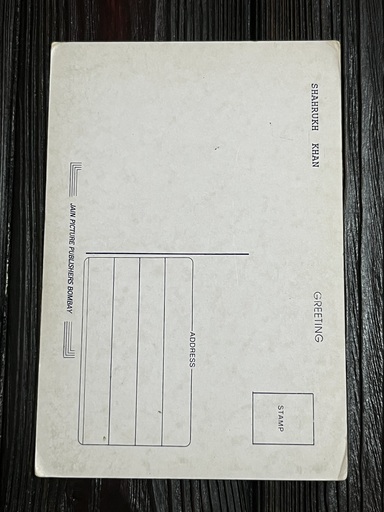 SHAHRUKH KHAN
GREETING
STAMP
ADDRESS
JAIN PICTURE PUBLISHERS BOMBAY